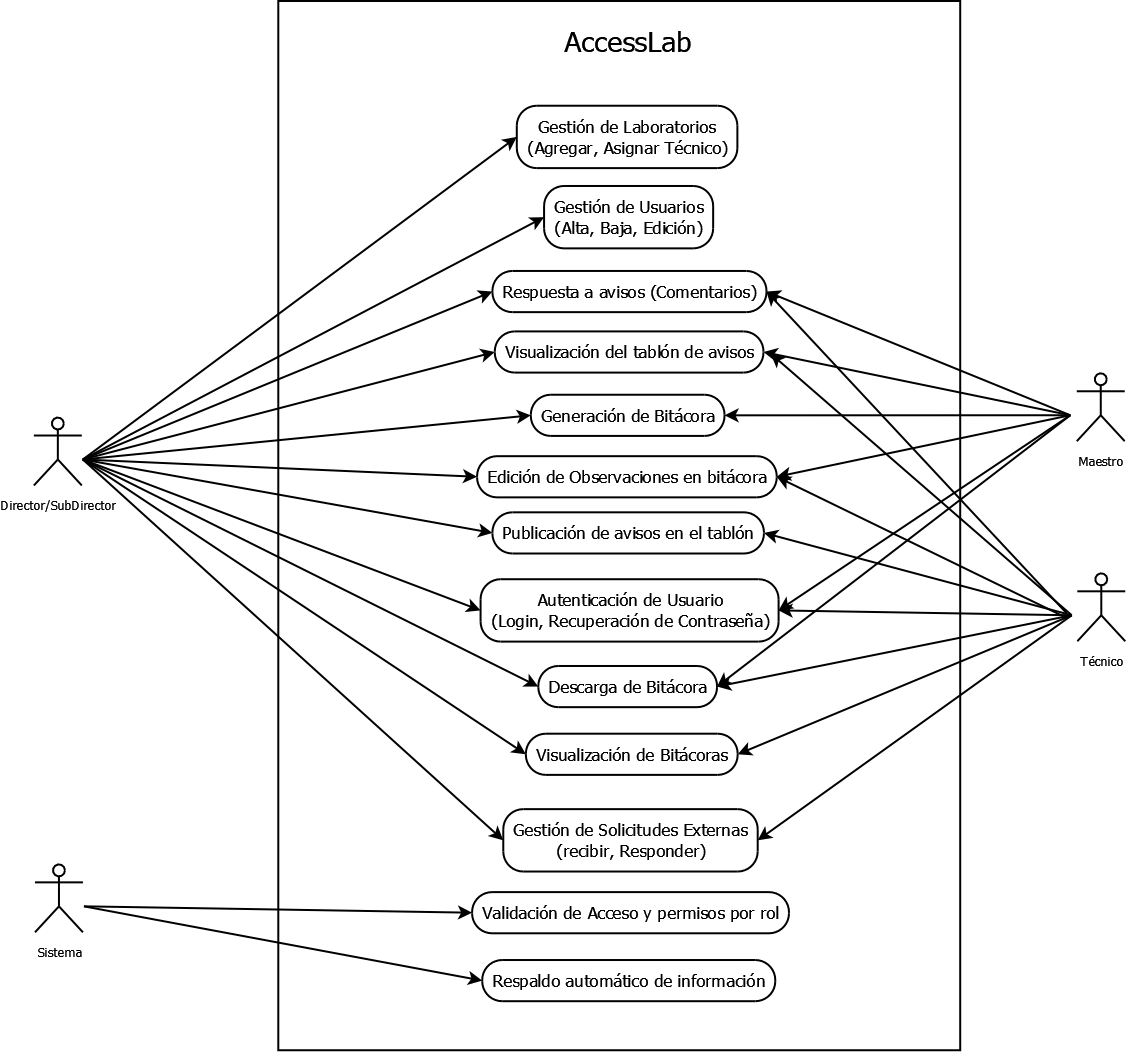 AccessLab
Gestión de Laboratorios
(Agregar, Asignar Técnico)
Gestión de Usuarios
(Alta, Baja, Edición)
Respuesta a avisos (Comentarios)
Visualización del tablón de avisos
Generación de Bitácora
Edición de Observaciones en bitácora
Publicación de avisos en el tablón
Autenticación de Usuario
(Login, Recuperación de Contraseña)
Descarga de Bitácora
Visualización de Bitácoras
Gestión de Solicitudes Externas
(recibir, Responder)
Validación de Acceso y permisos por rol
Respaldo automático de información
Director/SubDirector
Sistema
Maestro
Técnico